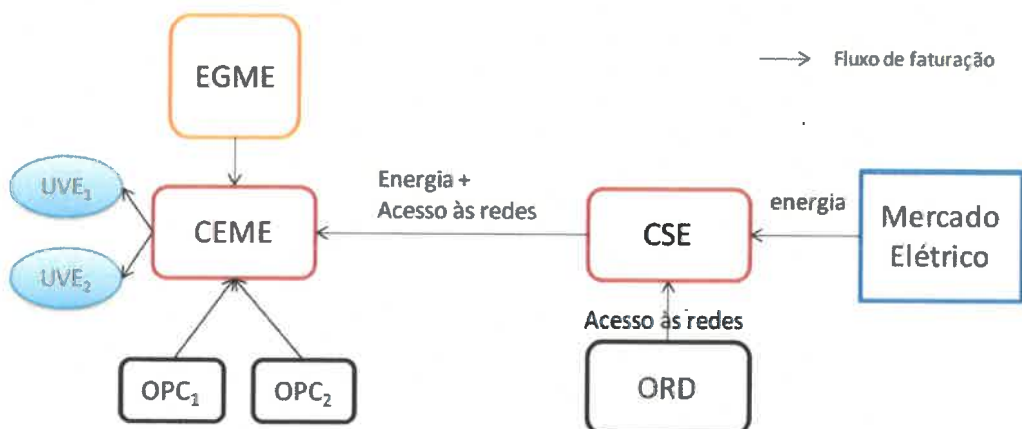 EGME
Fluxo de faturação
UVE₁
Energia +
Acesso às redes
energia
CEME
CSE
Mercado
Elétrico
UVE₂
Acesso às redes
OPC₁
OPC₂
ORD